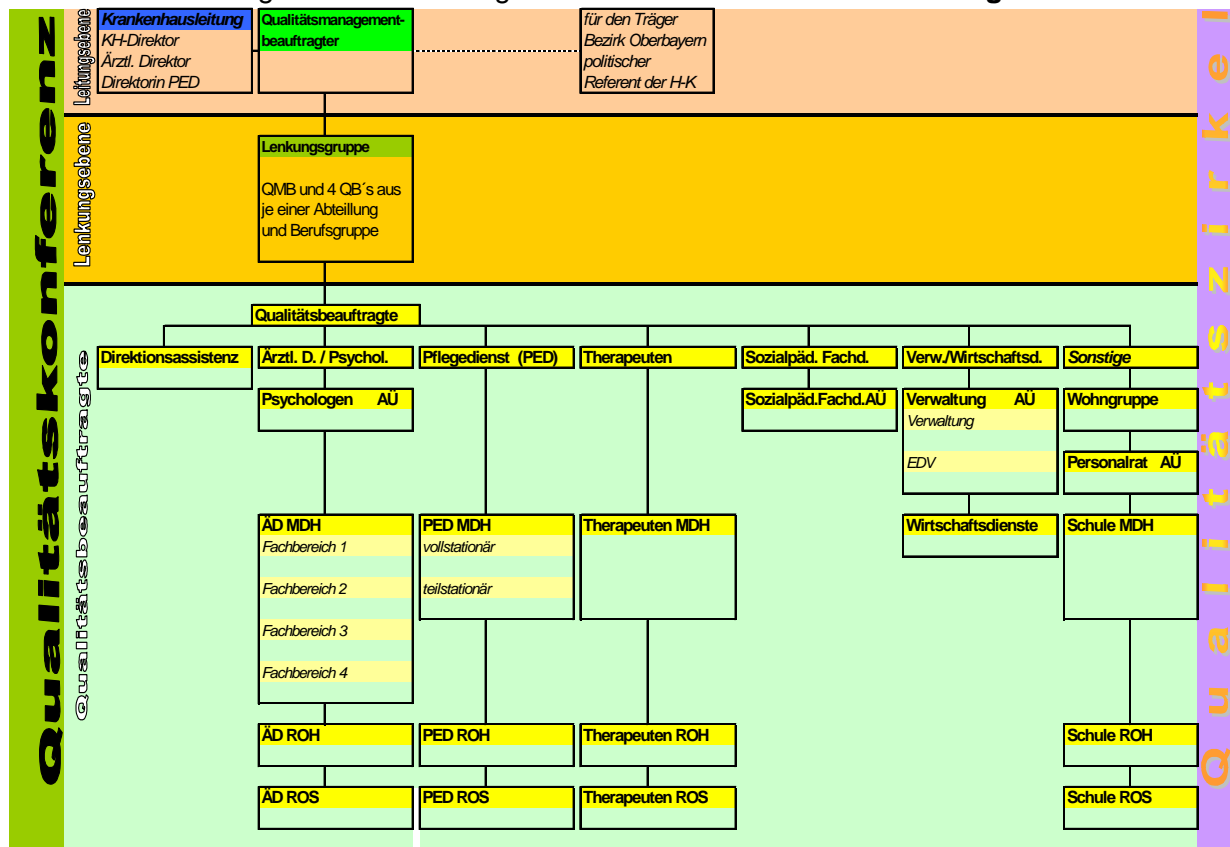 Qualitätskonferenz
Leitungsebene
Krankenhausleitung
KH-Direktor
Ärztl. Direktor
Direktorin PED
Qualitätsmanagement-
beauftragter
für den Träger
Bezirk Oberbayern
politischer
Referent der H-K
Lenkungsebene
Lenkungsgruppe
QMB und 4 QB´s aus
je einer Abteillung
und Berufsgruppe
Qualitätsbeauftragte
Qualitätsbeauftragte
Direktionsassistenz
Ärztl. D. / Psychol.
Pflegedienst (PED)
Therapeuten
Sozialpäd. Fachd.
Verw./Wirtschaftsd.
Sonstige
Psychologen AÜ
Sozialpäd.Fachd.AÜ
Verwaltung AÜ
Verwaltung
EDV
Wohngruppe
Personalrat AÜ
ÄD MDH
Fachbereich 1
Fachbereich 2
Fachbereich 3
Fachbereich 4
PED MDH
vollstationär
teilstationär
Therapeuten MDH
Wirtschaftsdienste
Schule MDH
ÄD ROH
PED ROH
Therapeuten ROH
Schule ROH
ÄD ROS
PED ROS
Therapeuten ROS
Schule ROS
Qualitätszirkel